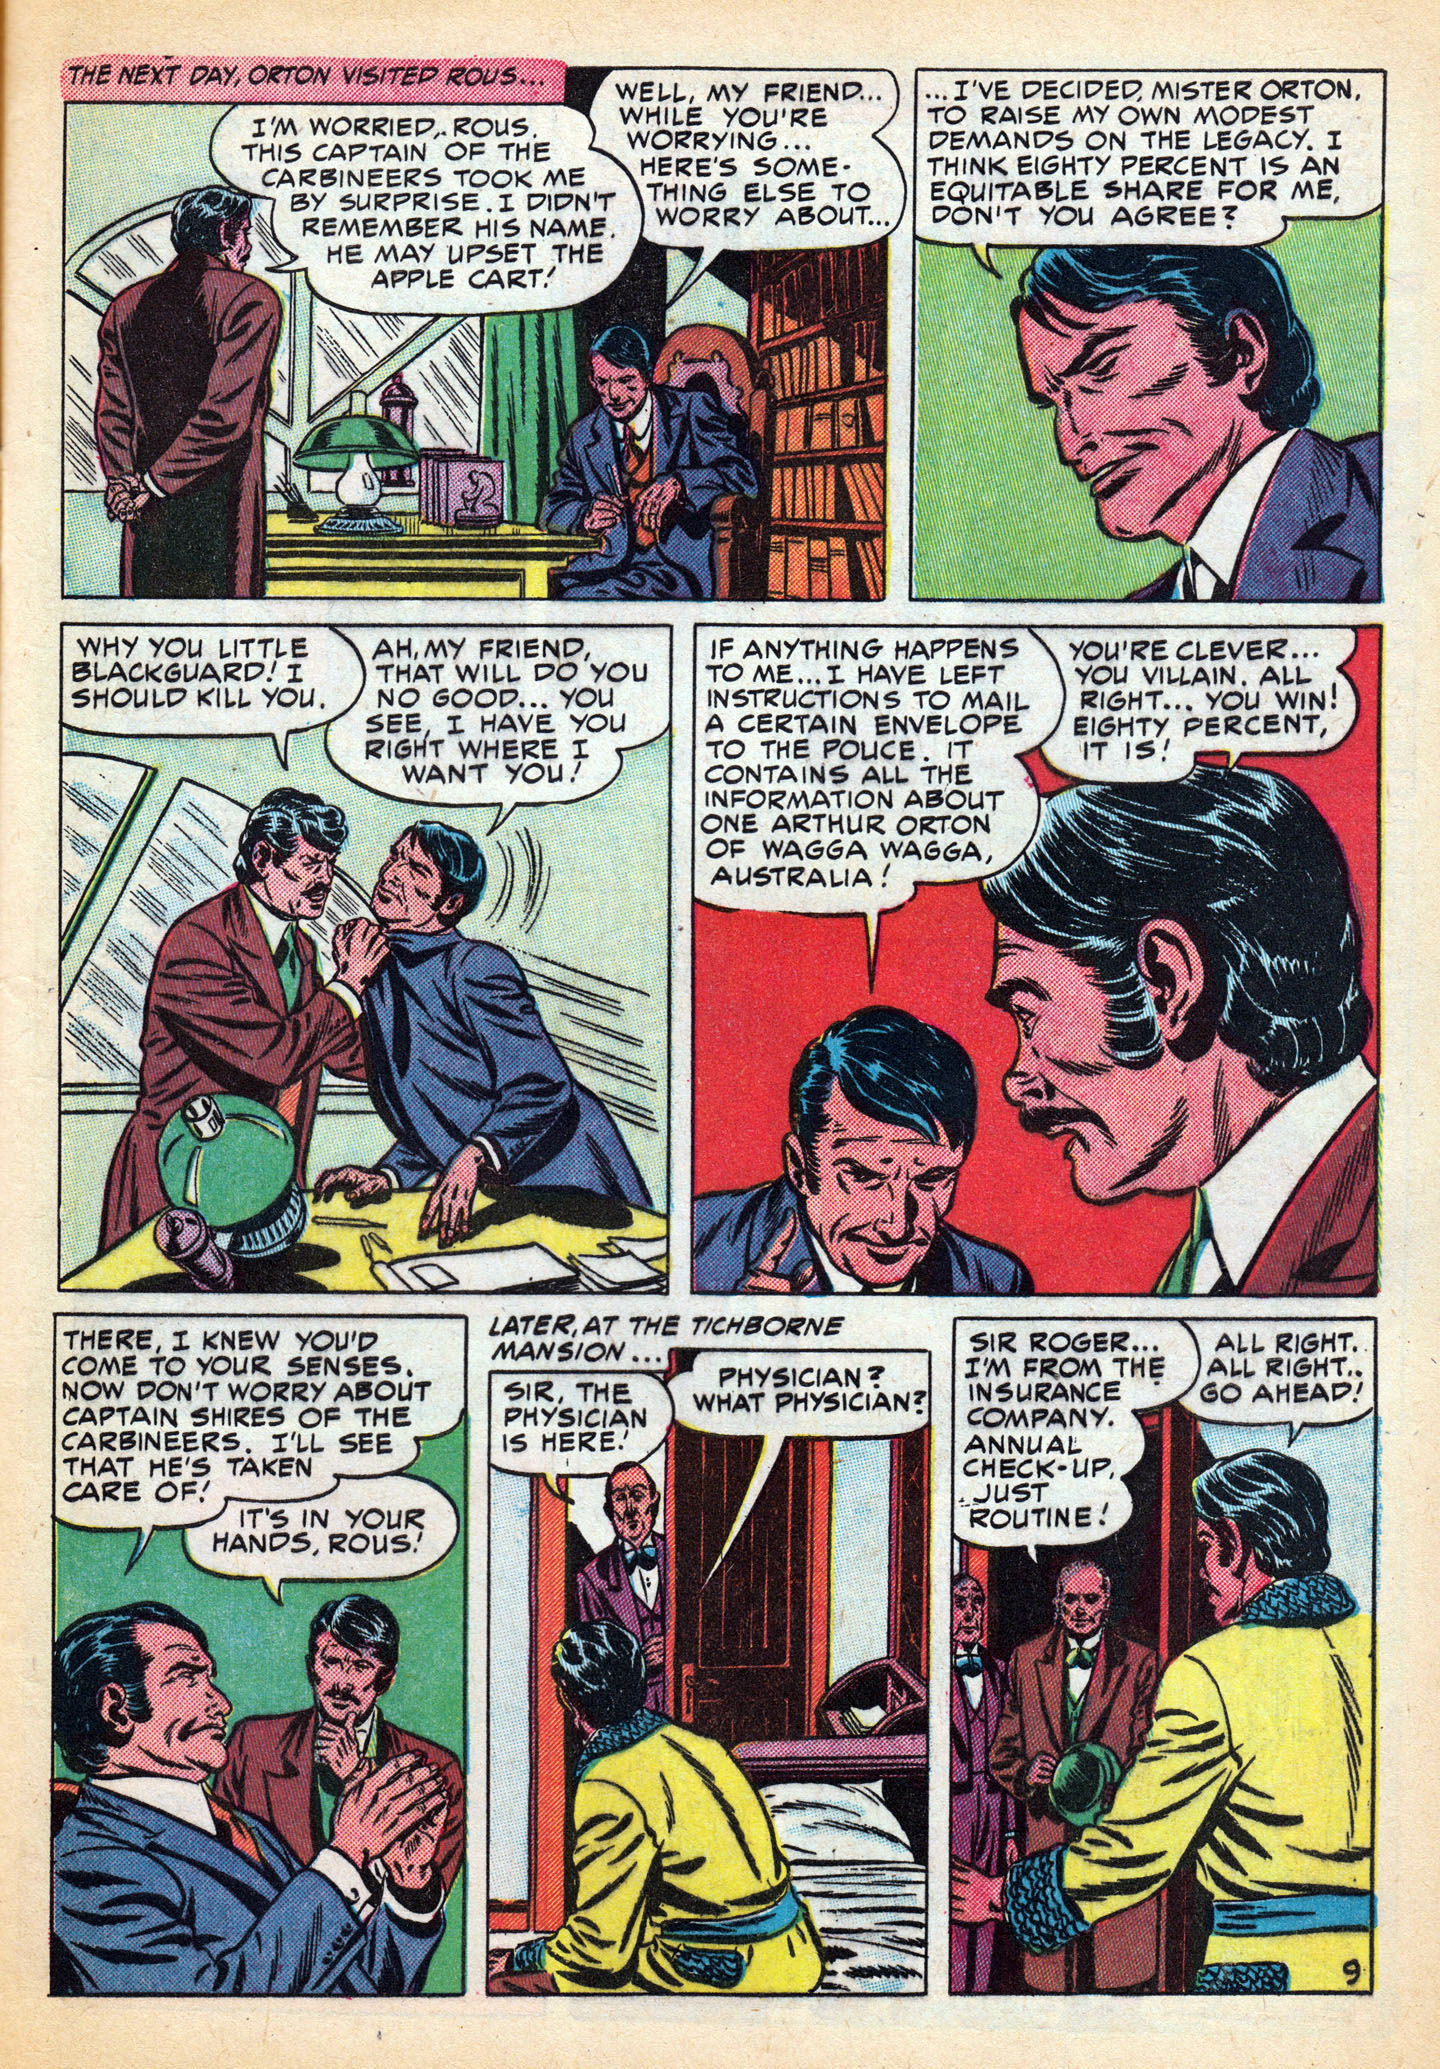 THE NEXT DAY, ORTON VISITED ROUS...
I'M WORRIED, ROUS.
THIS CAPTAIN OF THE
CARBINEERS TOOK ME
BY SURPRISE. I DIDN'T
REMEMBER HIS NAME.
HE MAY UPSET THE
APPLE CART!
WELL, MY FRIEND...
WHILE YOU'RE
WORRYING...
HERE'S SOME-
THING ELSE TO
WORRY ABOUT...
...I'VE DECIDED, MISTER ORTON,
TO RAISE MY OWN MODEST
DEMANDS ON THE LEGACY. I
THINK EIGHTY PERCENT IS AN
EQUITABLE SHARE FOR ME,
DON'T YOU AGREE?
WHY YOU LITTLE
BLACKGUARD! I
SHOULD KILL YOU.
AH, MY FRIEND,
THAT WILL DO YOU
NO GOOD... YOU
SEE, I HAVE YOU
RIGHT WHERE I
WANT YOU!
IF ANYTHING HAPPENS
TO ME... I HAVE LEFT
INSTRUCTIONS TO MAIL
A CERTAIN ENVELOPE
TO THE POLICE. IT
CONTAINS ALL THE
INFORMATION ABOUT
ONE ARTHUR ORTON
OF WAGGA WAGGA,
AUSTRALIA!
YOU'RE CLEVER...
YOU VILLAIN. ALL
RIGHT... YOU WIN!
EIGHTY PERCENT,
IT IS!
THERE, I KNEW YOU'D
COME TO YOUR SENSES.
NOW DON'T WORRY ABOUT
CAPTAIN SHIRES OF THE
CARBINEERS. I'LL SEE
THAT HE'S TAKEN
CARE OF!
IT'S IN YOUR
HANDS, ROUS!
LATER, AT THE TICHBORNE
MANSION...
SIR, THE
PHYSICIAN
IS HERE!
PHYSICIAN?
WHAT PHYSICIAN?
SIR ROGER...
I'M FROM THE
INSURANCE
COMPANY.
ANNUAL
CHECK-UP,
JUST
ROUTINE!
ALL RIGHT.
ALL RIGHT..
GO AHEAD!
9